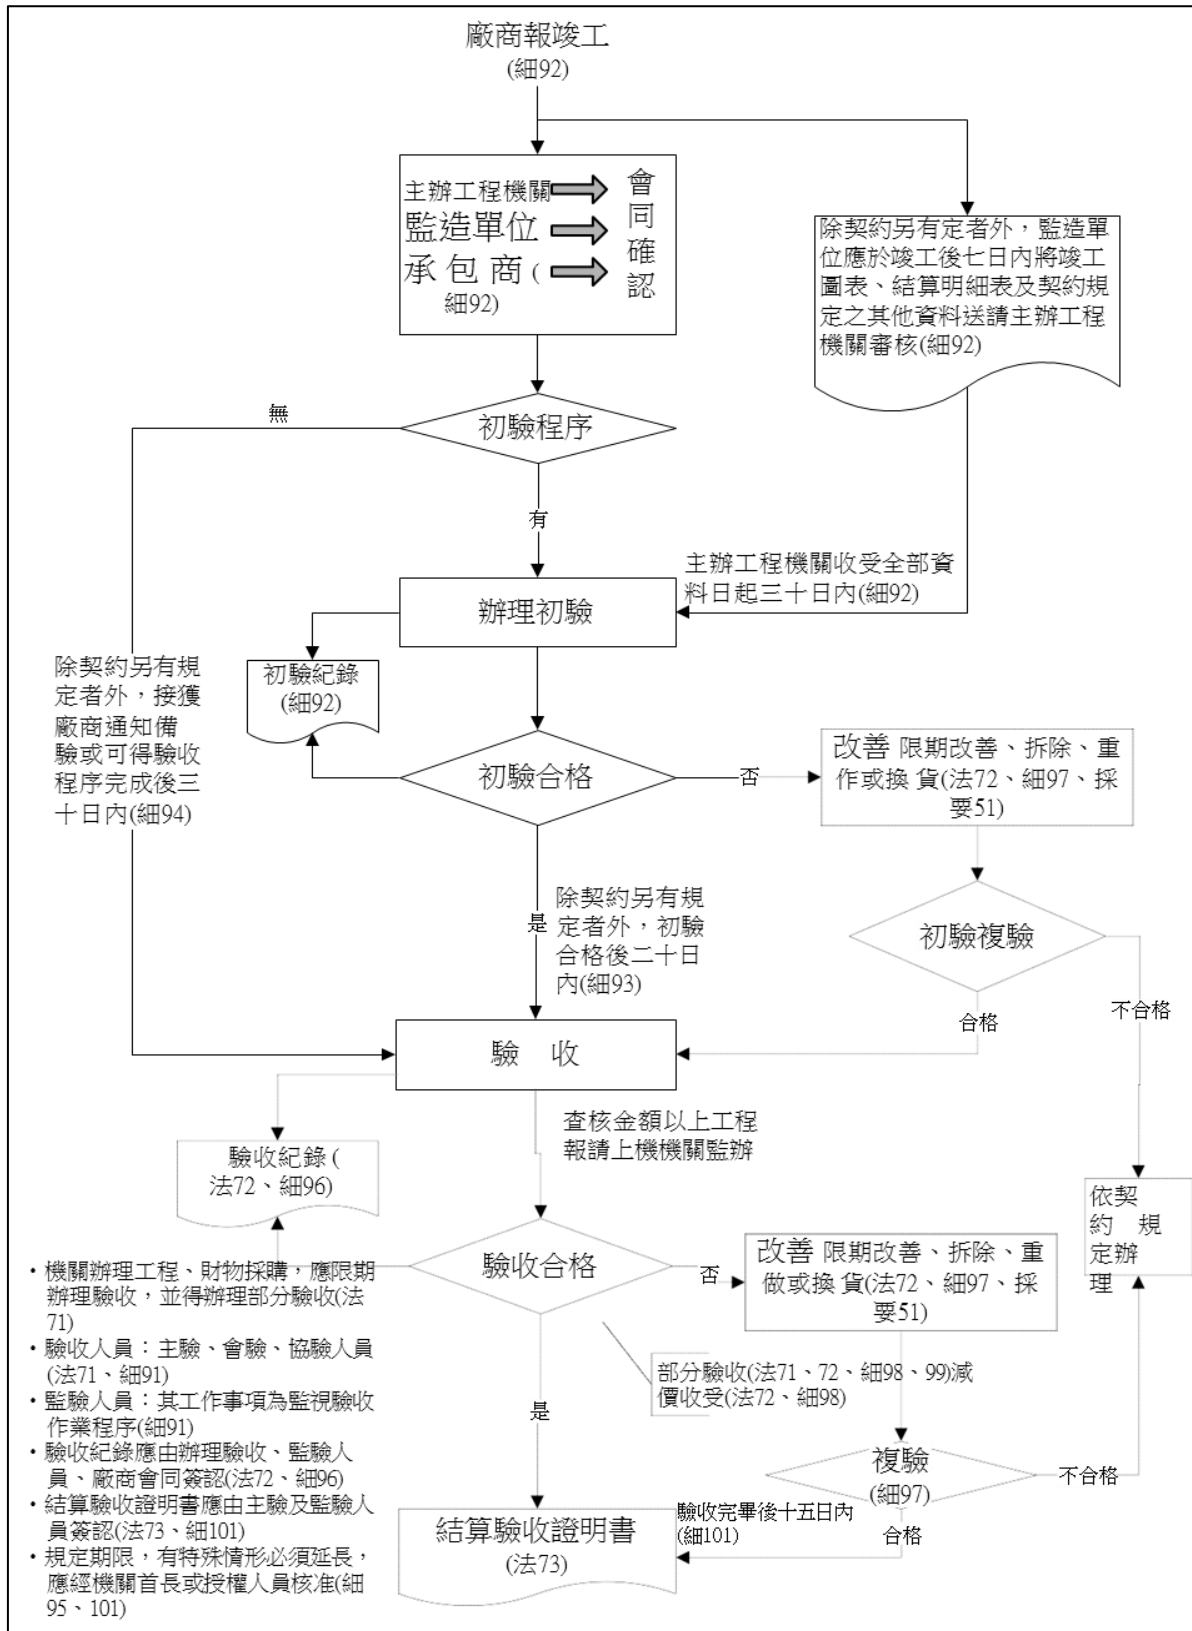 廠商報竣工
(細92)
主辦工程機關
監造單位
承包商(
細92)
會
同
確
認
除契約另有定者外，監造單
位應於竣工後七日內將竣工
圖表、結算明細表及契約規
定之其他資料送請主辦工程
機關審核(細92)
無
初驗程序
有
主辦工程機關收受全部資
料日起三十日內(細92)
辦理初驗
除契約另有規
定者外，接獲
廠商通知備
驗或可得驗收
程序完成後三
十日內(細94)
初驗紀錄
(細92)
初驗合格
否
改善 限期改善、拆除、重
作或換 貨(法72、細97、採
要51)
是
除契約另有規
定者外，初驗
合格後二十日
內(細93)
初驗複驗
合格
不合格
驗 收
查核金額以上工程
報請上機機關監辦
驗收紀錄(
法72、細96)
依契
約 規
定辦
理
驗收合格
否
改善 限期改善、拆除、重
做或換 貨(法72、細97、採
要51)
部分驗收(法71、72、細98、99)減
價收受(法72、細98)
是
複驗
(細97)
不合格
合格
驗收完畢後十五日內
(細101)
結算驗收證明書
(法73)
・機關辦理工程、財物採購，應限期
辦理驗收，並得辦理部分驗收(法
71)
・驗收人員：主驗、會驗、協驗人員
(法71、細91)
・監驗人員：其工作事項為監視驗收
作業程序(細91)
・驗收紀錄應由辦理驗收、監驗人
員、廠商會同簽認(法72、細96)
・結算驗收證明書應由主驗及監驗人
員簽認(法73、細101)
・規定期限，有特殊情形必須延長，
應經機關首長或授權人員核准(細
95、101)